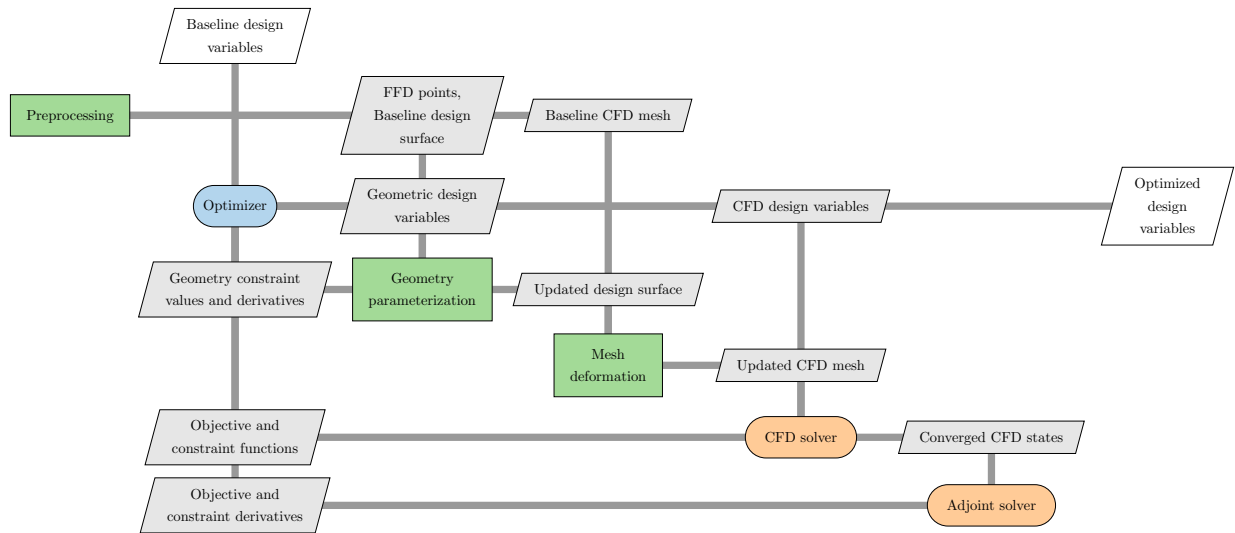 Baseline design
variables
Preprocessing
FFD points,
Baseline design
surface
Baseline CFD mesh
Optimizer
Geometric design
variables
CFD design variables
Optimized
design
variables
Geometry constraint
values and derivatives
Geometry
parameterization
Updated design surface
Mesh
deformation
Updated CFD mesh
Objective and
constraint functions
CFD solver
Converged CFD states
Objective and
constraint derivatives
Adjoint solver